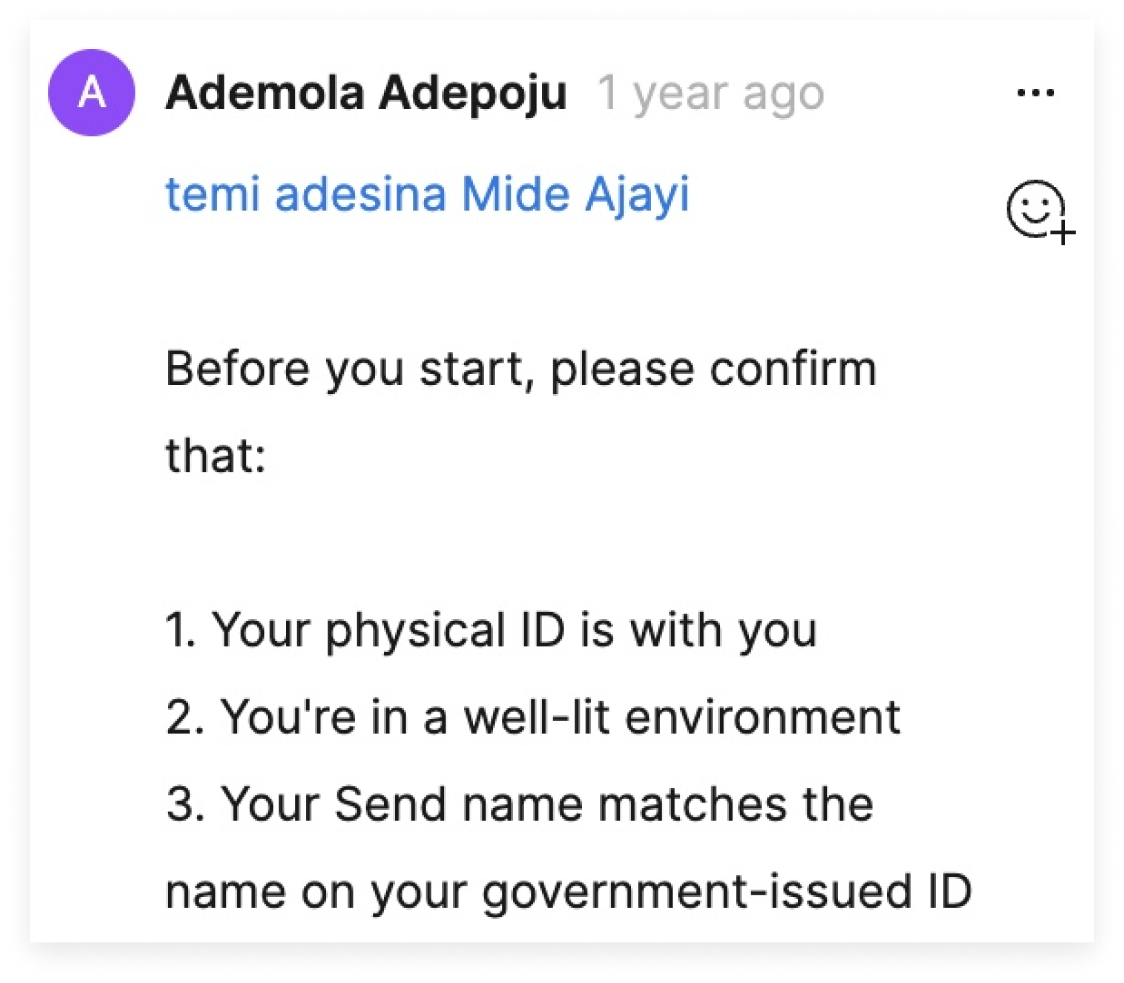 A
Ademola Adepoju 1 year ago
temi adesina Mide Ajayi
Before you start, please confirm
that:
1. Your physical ID is with you
2. You're in a well-lit environment
3. Your Send name matches the
name on your government-issued ID